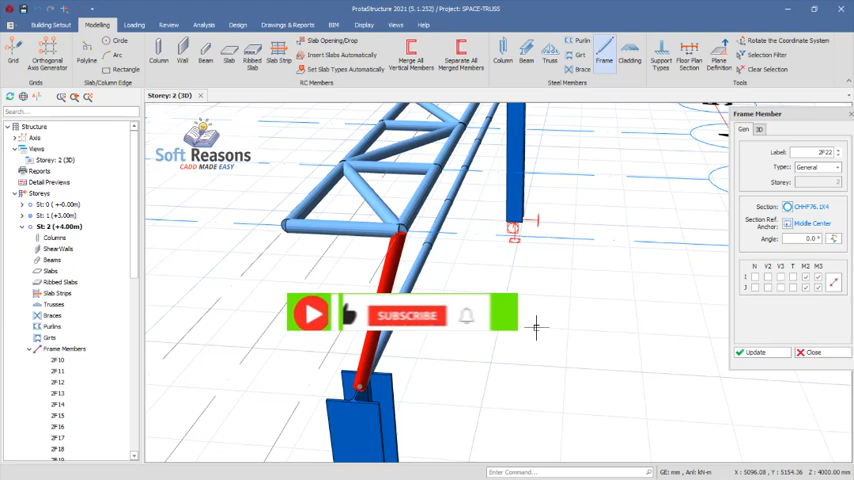 ProtaStructure 2021 (5.1.252) / Project: SPACE-TRUSS
Building Setout Modelling Loading Review Analysis Design Drawings & Reports BIM Display Views Help
Grid
Orthogonal Axis Generator
Grids
Polyline
Circle
Arc
Rectangle
Slab/Column Edge
Column Wall Beam Slab Ribbed Slab Slab Strip
Slab Opening/Drop
Insert Slabs Automatically
Set Slab Types Automatically
RC Members
Merge All Vertical Members
Separate All Merged Members
Column Beam Truss
Purlin
Girt
Brace
Frame Cladding
Steel Members
Support Types
Floor Plan Section
Plane Definition
Rotate the Coordinate System
Selection Filter
Clear Selection
Tools
Storey: 2 (3D)
Search...
Structure
Axis
Views
Storey: 2 (3D)
Reports
Detail Previews
Storeys
St: 0 (+-0.00m)
St: 1 (+3.00m)
St: 2 (+4.00m)
Columns
ShearWalls
Beams
Slabs
Ribbed Slabs
Slab Strips
Trusses
Braces
Purlins
Girts
Frame Members
2F10
2F11
2F12
2F13
2F14
2F15
2F16
2F17
2F18
2F19
Soft Reasons
CADD MADE EASY
SUBSCRIBE
Frame Member
Gen 3D
Label: 2F22
Type: General
Storey: 2
Section: CHHF76.1X4
Section Ref. Anchor: Middle Center
Angle: 0.0°
N V2 V3 T M2 M3
I
J
Update Close
Enter Command...
GE: mm, Anl: kN-m
X : 5096.08, Y : 5154.36 Z : 4000.00 mm